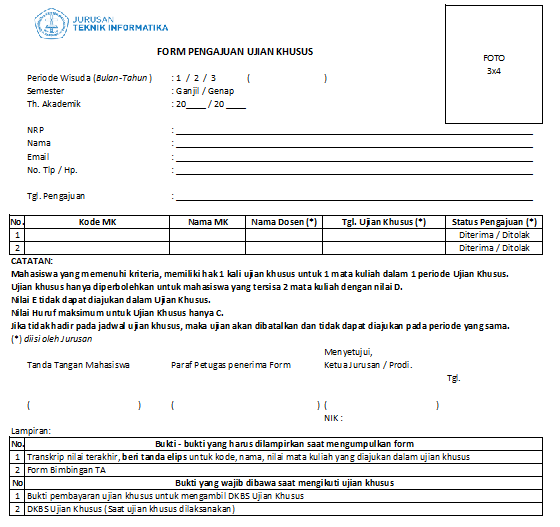 JURUSAN
TEKNIK INFORMATIKA
FORM PENGAJUAN UJIAN KHUSUS
FOTO
3x4
Periode Wisuda (Bulan-Tahun) : 1 / 2 / 3 ( )
Semester : Ganjil / Genap
Th. Akademik : 20____ / 20 ____
NRP :
Nama :
Email :
No. Tlp / Hp. :
Tgl. Pengajuan :
No. Kode MK Nama MK Nama Dosen (*) Tgl. Ujian Khusus (*) Status Pengajuan (*)
1 Diterima / Ditolak
2 Diterima / Ditolak
CATATAN:
Mahasiswa yang memenuhi kriteria, memiliki hak 1 kali ujian khusus untuk 1 mata kuliah dalam 1 periode Ujian Khusus.
Ujian khusus hanya diperbolehkan untuk mahasiswa yang tersisa 2 mata kuliah dengan nilai D.
Nilai E tidak dapat diajukan dalam Ujian Khusus.
Nilai Huruf maksimum untuk Ujian Khusus hanya C.
Jika tidak hadir pada jadwal ujian khusus, maka ujian akan dibatalkan dan tidak dapat diajukan pada periode yang sama.
(*) diisi oleh Jurusan
Menyetujui,
Tanda Tangan Mahasiswa Paraf Petugas penerima Form Ketua Jurusan / Prodi.
Tgl.
( ) ( ) ( )
NIK :
Lampiran:
No. Bukti - bukti yang harus dilampirkan saat mengumpulkan form
1 Transkrip nilai terakhir, beri tanda elips untuk kode, nama, nilai mata kuliah yang diajukan dalam ujian khusus
2 Form Bimbingan TA
No Bukti yang wajib dibawa saat mengikuti ujian khusus
1 Bukti pembayaran ujian khusus untuk mengambil DKBS Ujian Khusus
2 DKBS Ujian Khusus (Saat ujian khusus dilaksanakan)